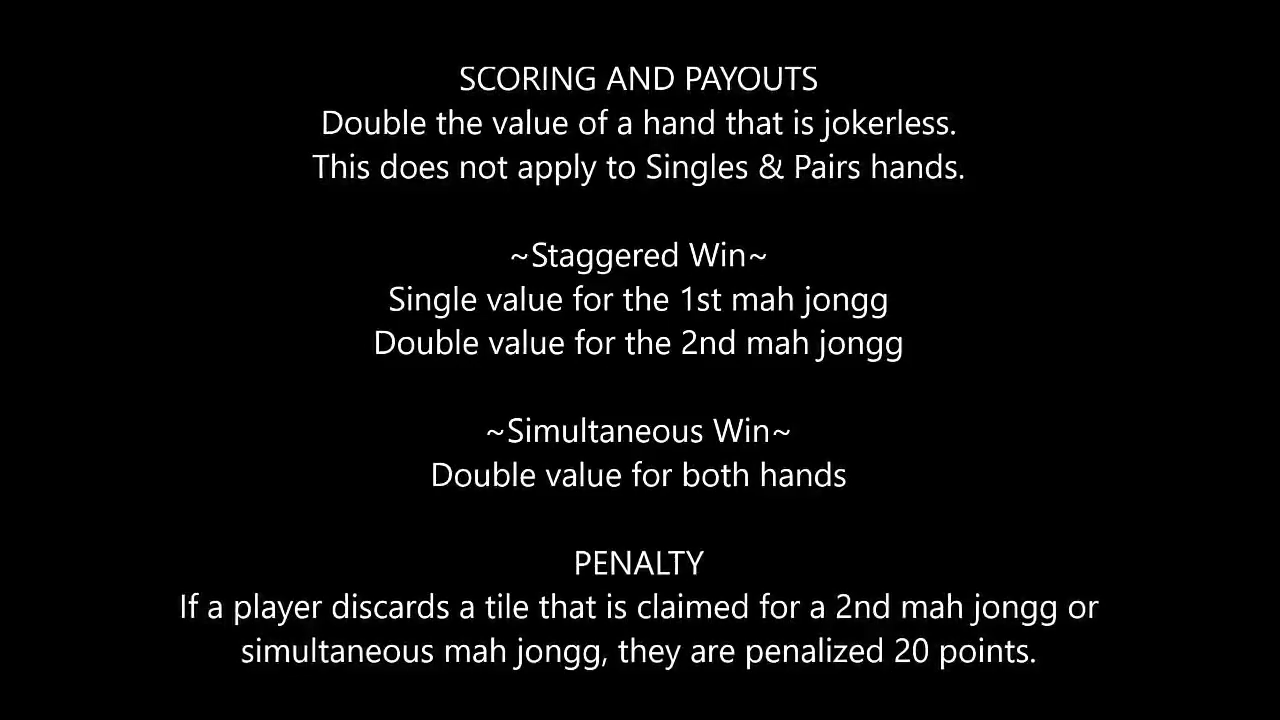 SCORING AND PAYOUTS
Double the value of a hand that is jokerless.
This does not apply to Singles & Pairs hands.
~Staggered Win~
Single value for the 1st mah jongg
Double value for the 2nd mah jongg
~Simultaneous Win~
Double value for both hands
PENALTY
If a player discards a tile that is claimed for a 2nd mah jongg or
simultaneous mah jongg, they are penalized 20 points.